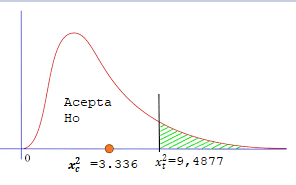 Acepta
Ho
0
x²c =3.336
x²t=9,4877